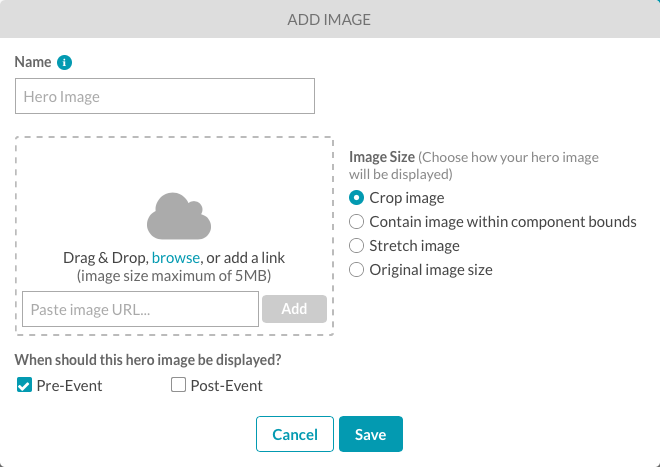 ADD IMAGE
Name i
Hero Image
Drag & Drop, browse, or add a link
(image size maximum of 5MB)
Paste image URL...
Add
Image Size (Choose how your hero image
will be displayed)
Crop image
Contain image within component bounds
Stretch image
Original image size
When should this hero image be displayed?
Pre-Event Post-Event
Cancel Save